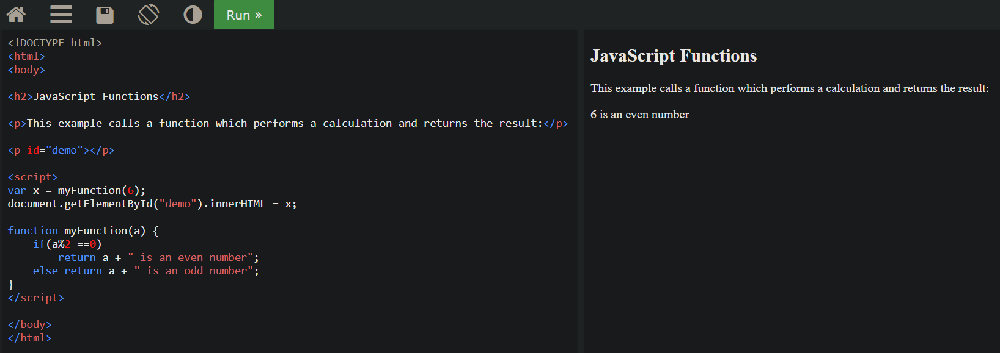 Run »
<!DOCTYPE html>
<html>
<body>
<h2>JavaScript Functions</h2>
<p>This example calls a function which performs a calculation and returns the result:</p>
<p id="demo"></p>
<script>
var x = myFunction(6);
document.getElementById("demo").innerHTML = x;
function myFunction(a) {
    if(a%2 ==0)
        return a + " is an even number";
    else return a + " is an odd number";
}
</script>
</body>
</html>
JavaScript Functions
This example calls a function which performs a calculation and returns the result:
6 is an even number